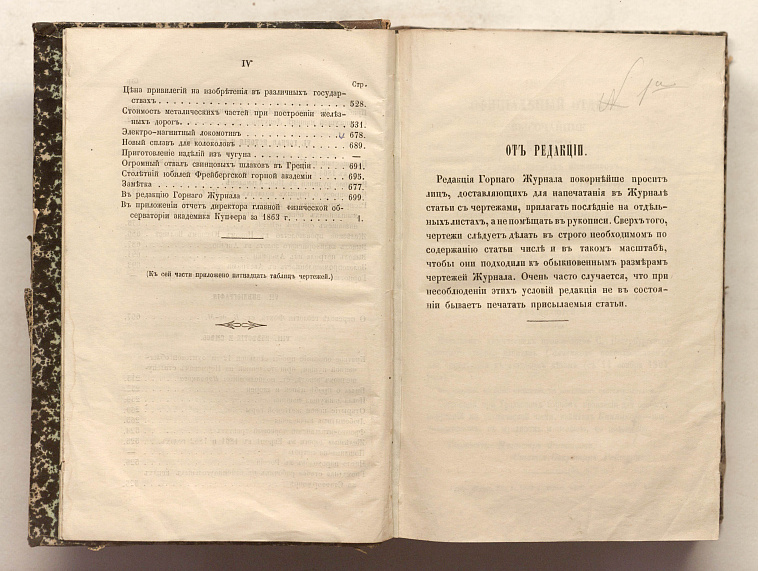 IV
Стр.
Цѣна привилегій на изобрѣтенія въ различныхъ государ-
ствахъ . . . . . . . . . . . . . . . . . . . . . . 528.
Стоимость металическихъ частей при построеніи желѣз-
ныхъ дорогъ . . . . . . . . . . . . . . . . . . . 531.
Электро-магнитный локомотивъ . . . . . . . . . . . 678.
Новый сплавъ для колоколовъ . . . . . . . . . . . . 689.
Приготовленіе издѣлій изъ чугуна . . . . . . . . . . —
Огромный отвалъ свинцовыхъ шлаковъ въ Греціи . . . . 691.
Столѣтній юбилей Фрейбергской горной академіи . . . . 695.
Замѣтка . . . . . . . . . . . . . . . . . . . . . . 677.
Въ редакцію Горнаго Журнала . . . . . . . . . . . . 699.
Въ приложеніи отчет директора главной физической об-
серваторіи академика Купфера за 1863 г. . . . . . . . 1.
(Къ сей части приложено пятнадцать таблицъ чертежей.)
ОТЪ РЕДАКЦІИ.
Редакція Горнаго Журнала покорнѣйше проситъ
лицъ, доставляющихъ для напечатанія въ Журналѣ
статьи съ чертежами, прилагать послѣдніе на отдѣль-
ныхъ листахъ, а не помѣщать въ рукописи. Сверхъ того,
чертежи слѣдуетъ дѣлать въ строго необходимомъ по
содержанію статьи числѣ и въ такомъ масштабѣ,
чтобы они подходили къ обыкновеннымъ размѣрамъ
чертежей Журнала. Очень часто случается, что при
несоблюденіи этихъ условій редакція не въ состоя-
ніи бываетъ печатать присылаемыя статьи.